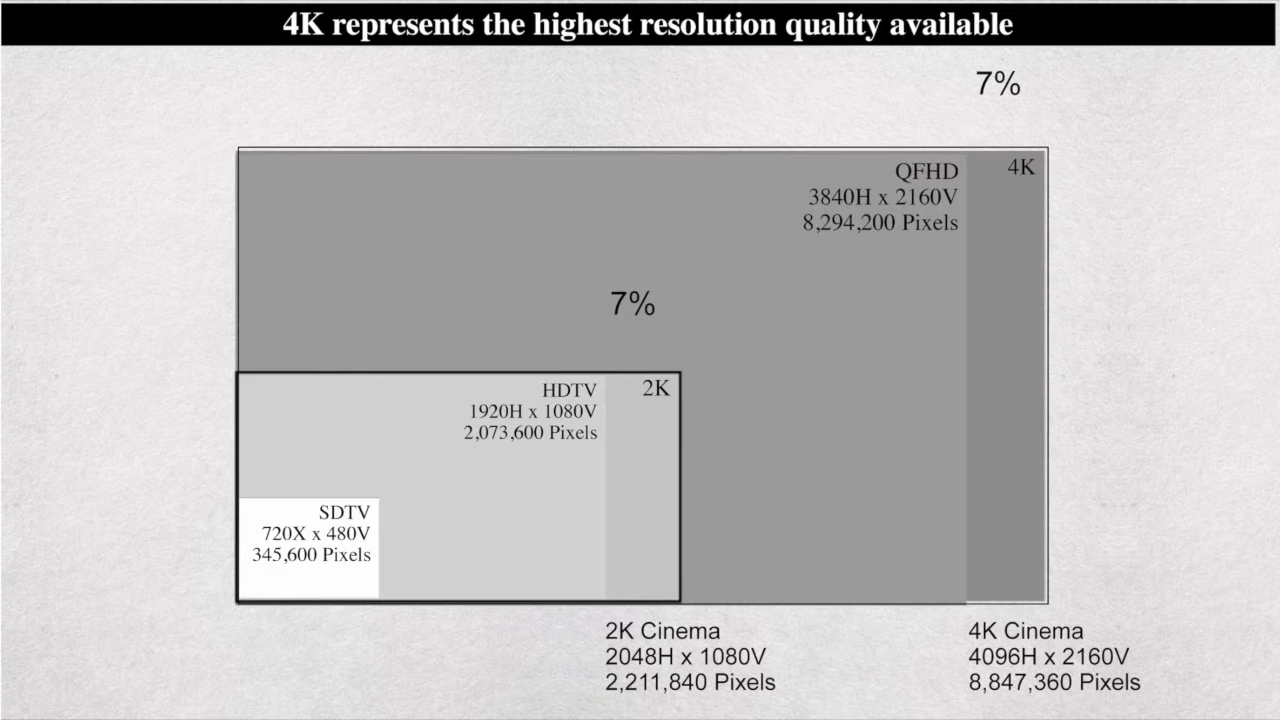 4K represents the highest resolution quality available
7%
QFHD
3840H x 2160V
8,294,200 Pixels
4K
7%
HDTV
1920H x 1080V
2,073,600 Pixels
2K
SDTV
720X x 480V
345,600 Pixels
2K Cinema
2048H x 1080V
2,211,840 Pixels
4K Cinema
4096H x 2160V
8,847,360 Pixels